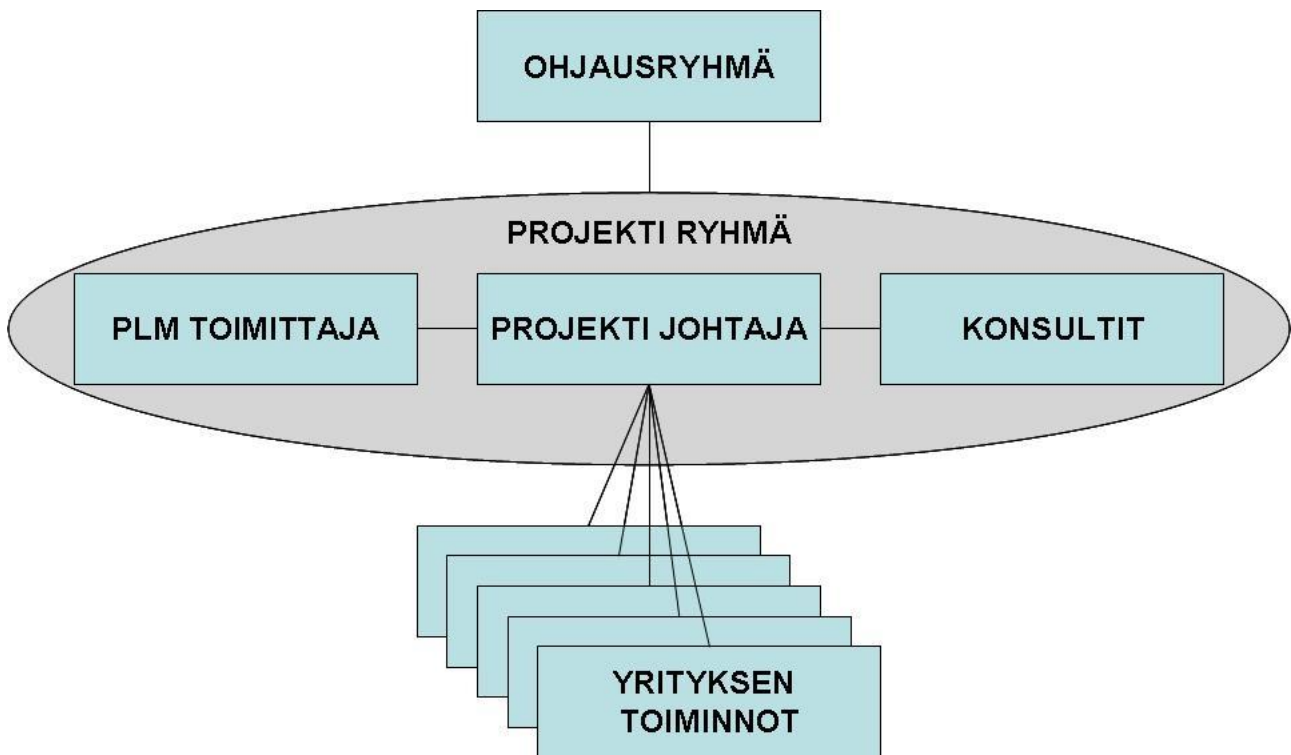 OHJAUSRYHMÄ
PROJEKTI RYHMÄ
PLM TOIMITTAJA
PROJEKTI JOHTAJA
KONSULTIT
YRITYKSEN
TOIMINNOT